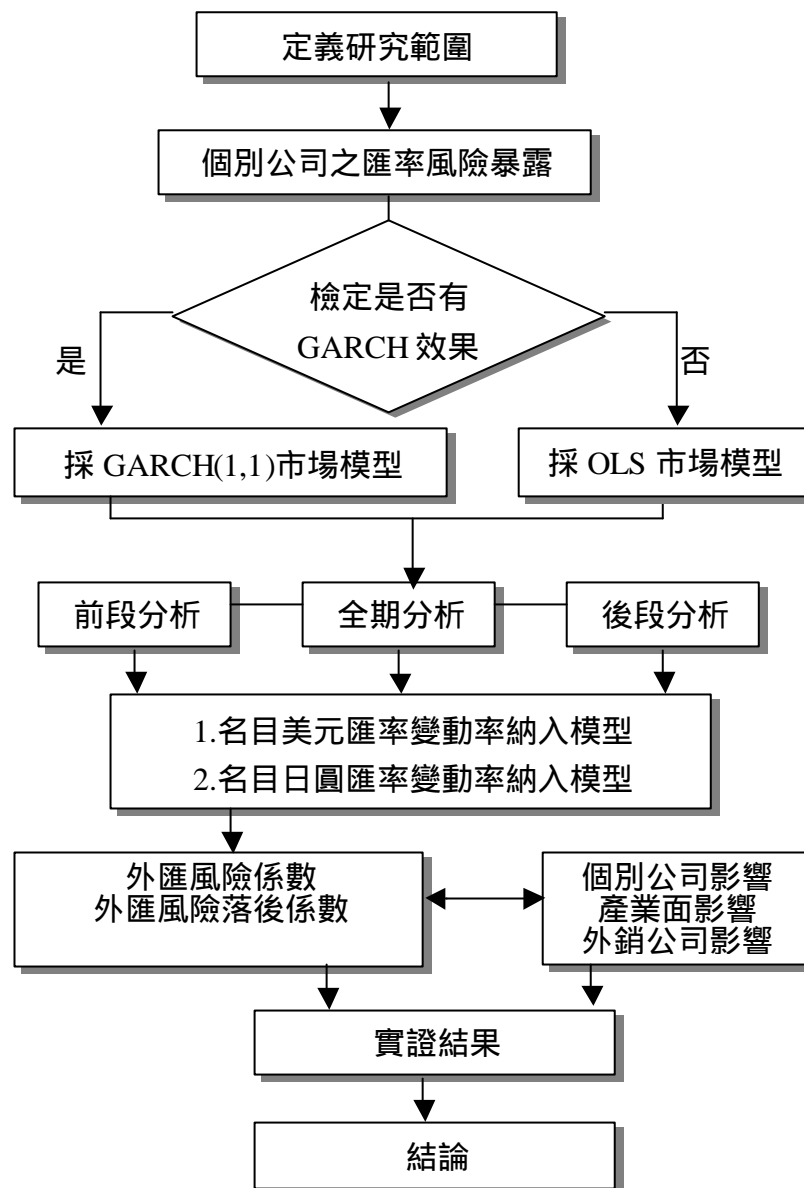 定義研究範圍
個別公司之匯率風險暴露
檢定是否有
GARCH 效果
是
否
採 GARCH(1,1)市場模型
採 OLS 市場模型
前段分析
全期分析
後段分析
1.名目美元匯率變動率納入模型
2.名目日圓匯率變動率納入模型
外匯風險係數
外匯風險落後係數
個別公司影響
產業面影響
外銷公司影響
實證結果
結論